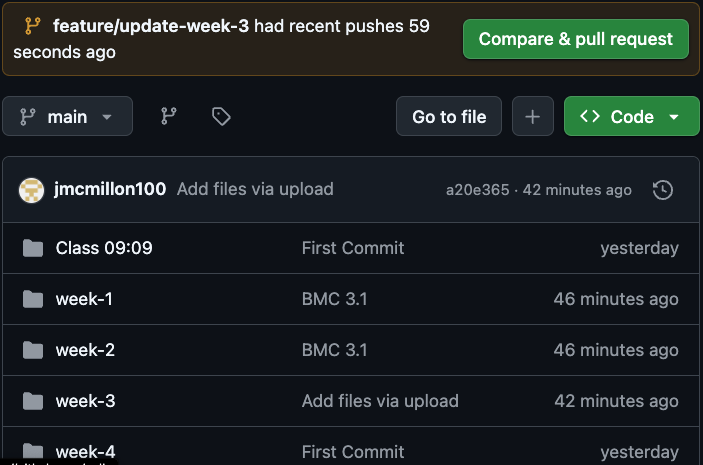 feature/update-week-3 had recent pushes 59
seconds ago
Compare & pull request
main
Go to file
Code
jmcmillon100 Add files via upload a20e365 · 42 minutes ago
Class 09:09 First Commit yesterday
week-1 BMC 3.1 46 minutes ago
week-2 BMC 3.1 46 minutes ago
week-3 Add files via upload 42 minutes ago
week-4 First Commit yesterday